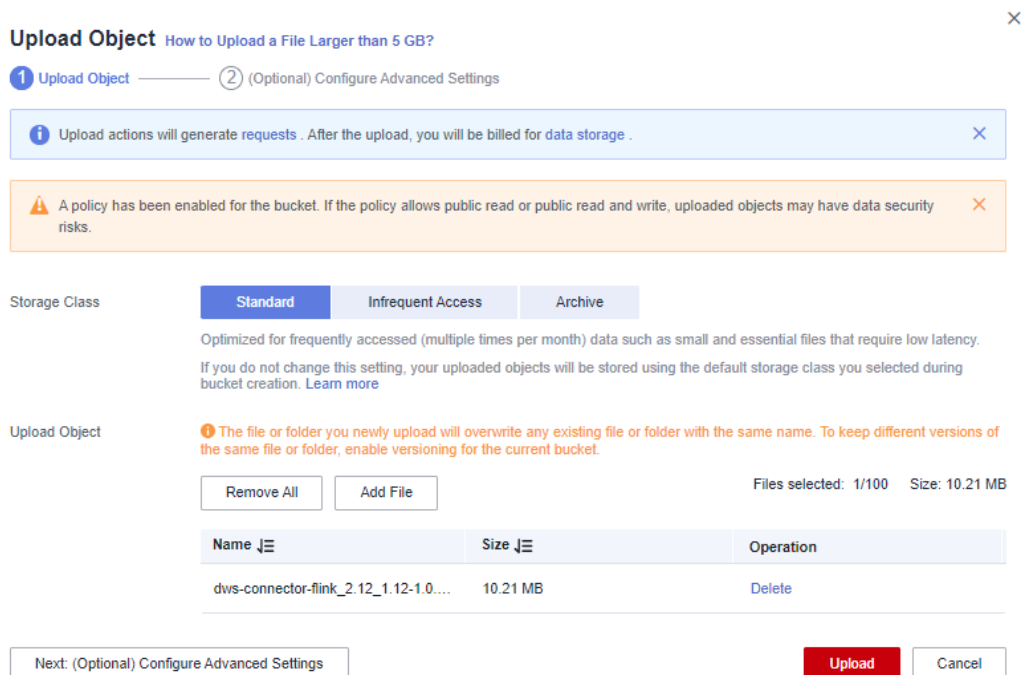 Upload Object How to Upload a File Larger than 5 GB?
1 Upload Object 2 (Optional) Configure Advanced Settings
Upload actions will generate requests . After the upload, you will be billed for data storage .
A policy has been enabled for the bucket. If the policy allows public read or public read and write, uploaded objects may have data security
risks.
Storage Class Standard Infrequent Access Archive
Optimized for frequently accessed (multiple times per month) data such as small and essential files that require low latency.
If you do not change this setting, your uploaded objects will be stored using the default storage class you selected during
bucket creation. Learn more
Upload Object The file or folder you newly upload will overwrite any existing file or folder with the same name. To keep different versions of
the same file or folder, enable versioning for the current bucket.
Remove All Add File Files selected: 1/100 Size: 10.21 MB
Name Size Operation
dws-connector-flink_2.12_1.12-1.0.... 10.21 MB Delete
Next: (Optional) Configure Advanced Settings Upload Cancel